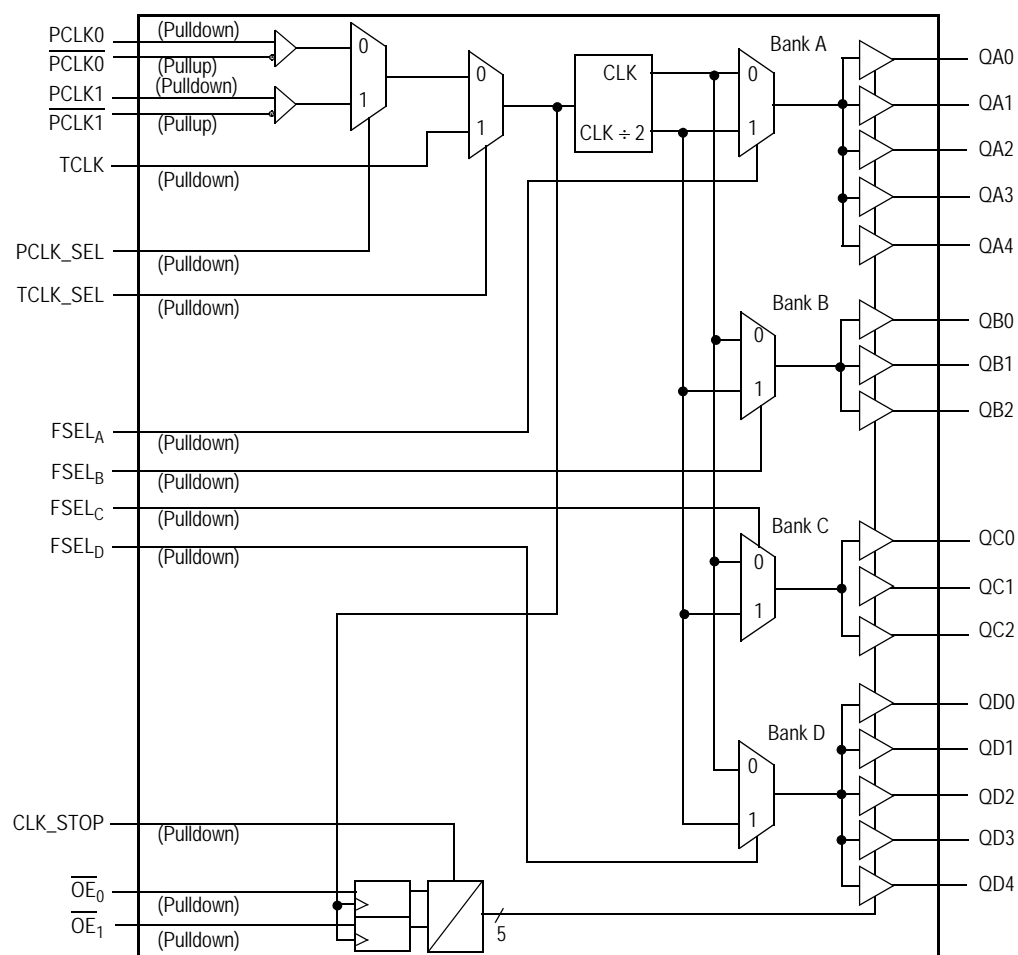 PCLK0 (Pulldown)
PCLK0 (Pullup)
PCLK1 (Pulldown)
PCLK1 (Pullup)
TCLK (Pulldown)
PCLK_SEL (Pulldown)
TCLK_SEL (Pulldown)
0
1
0
1
CLK
CLK ÷ 2
Bank A
0
1
QA0
QA1
QA2
QA3
QA4
Bank B
0
1
QB0
QB1
QB2
FSELA (Pulldown)
FSELB (Pulldown)
FSELC (Pulldown)
FSELD (Pulldown)
Bank C
0
1
QC0
QC1
QC2
Bank D
0
1
QD0
QD1
QD2
QD3
QD4
CLK_STOP (Pulldown)
OE0 (Pulldown)
OE1 (Pulldown)
5